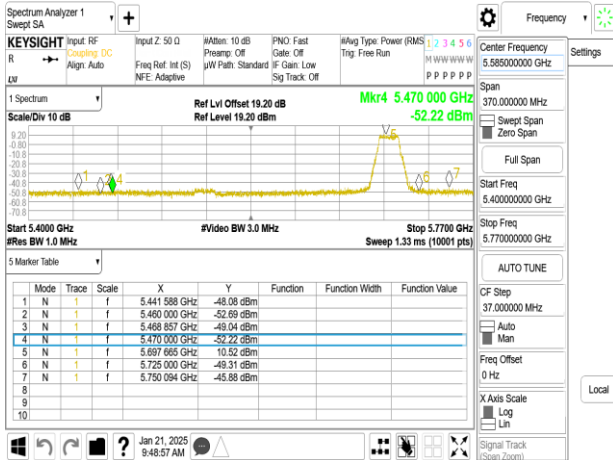 Spectrum Analyzer 1
Swept SA
Frequency
KEYSIGHT
R
Input: RF
Coupling: DC
Align: Auto
Input Z: 50 Ω
Freq Ref: Int (S)
NFE: Adaptive
#Atten: 10 dB
Preamp: Off
µW Path: Standard
PNO: Fast
Gate: Off
IF Gain: Low
Sig Track: Off
#Avg Type: Power (RMS
Trig: Free Run
1 2 3 4 5 6
M W W W W W
P P P P P P
1 Spectrum
Scale/Div 10 dB
Ref Lvl Offset 19.20 dB
Ref Level 19.20 dBm
Mkr4 5.470 000 GHz
-52.22 dBm
9.20
-0.80
-10.8
-20.8
-30.8
-40.8
-50.8
-60.8
-70.8
1
4
5
6
7
Start 5.4000 GHz
#Res BW 1.0 MHz
#Video BW 3.0 MHz
Stop 5.7700 GHz
Sweep 1.33 ms (10001 pts)
5 Marker Table
Mode Trace Scale X Y Function Function Width Function Value
1 N 1 f 5.441 588 GHz -48.08 dBm
2 N 1 f 5.460 000 GHz -52.69 dBm
3 N 1 f 5.468 857 GHz -49.04 dBm
4 N 1 f 5.470 000 GHz -52.22 dBm
5 N 1 f 5.697 665 GHz 10.52 dBm
6 N 1 f 5.725 000 GHz -49.31 dBm
7 N 1 f 5.750 094 GHz -45.88 dBm
8
9
10
Jan 21, 2025
9:48:57 AM
Center Frequency
5.585000000 GHz
Span
370.000000 MHz
Swept Span
Zero Span
Full Span
Start Freq
5.400000000 GHz
Stop Freq
5.770000000 GHz
AUTO TUNE
CF Step
37.000000 MHz
Auto
Man
Freq Offset
0 Hz
X Axis Scale
Log
Lin
Signal Track
(Span Zoom)
Settings
Local